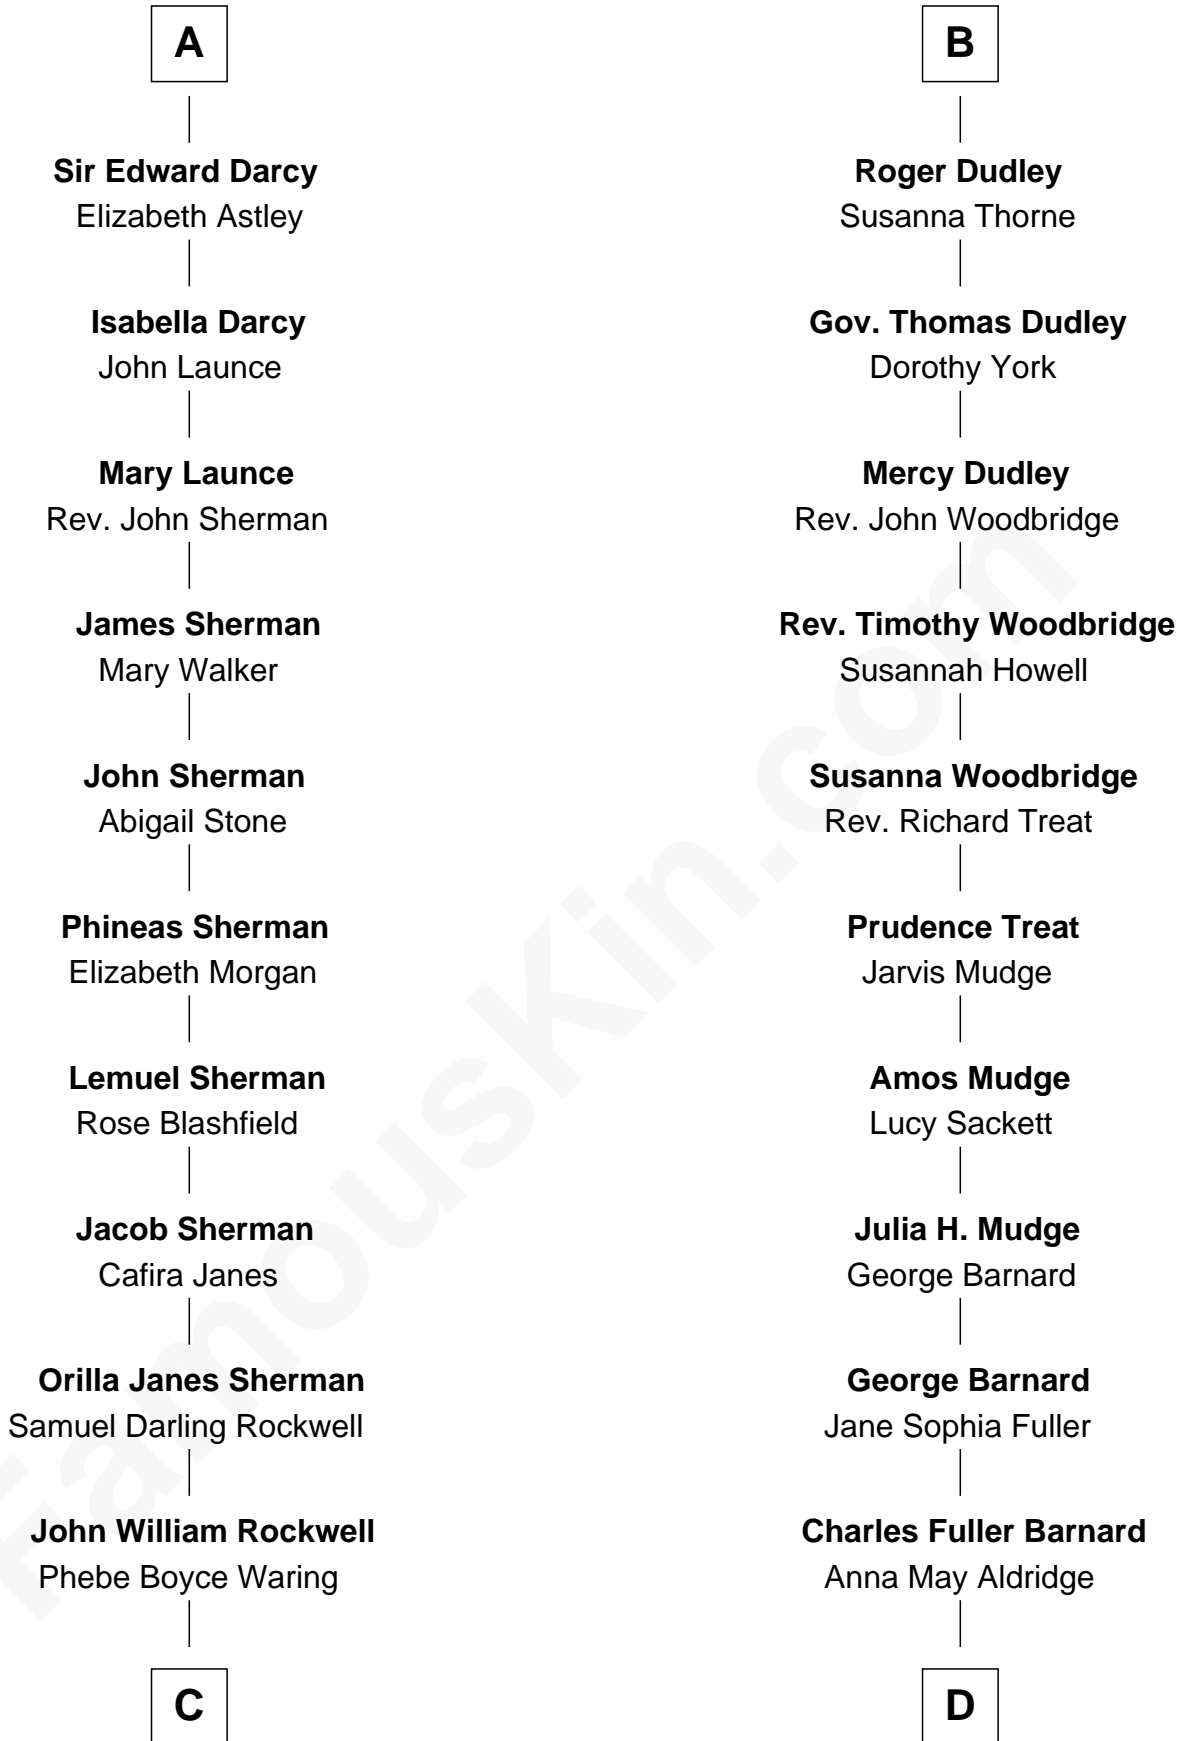 A
Sir Edward Darcy
Elizabeth Astley
Isabella Darcy
John Launce
Mary Launce
Rev. John Sherman
James Sherman
Mary Walker
John Sherman
Abigail Stone
Phineas Sherman
Elizabeth Morgan
Lemuel Sherman
Rose Blashfield
Jacob Sherman
Cafira Janes
Orilla Janes Sherman
Samuel Darling Rockwell
John William Rockwell
Phebe Boyce Waring
C
B
Roger Dudley
Susanna Thorne
Gov. Thomas Dudley
Dorothy York
Mercy Dudley
Rev. John Woodbridge
Rev. Timothy Woodbridge
Susannah Howell
Susanna Woodbridge
Rev. Richard Treat
Prudence Treat
Jarvis Mudge
Amos Mudge
Lucy Sackett
Julia H. Mudge
George Barnard
George Barnard
Jane Sophia Fuller
Charles Fuller Barnard
Anna May Aldridge
D
FamousKin.com